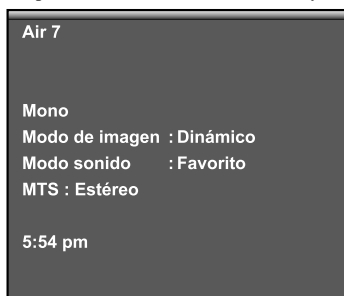 Air 7
Mono
Modo de imagen : Dinámico
Modo sonido : Favorito
MTS : Estéreo
5:54 pm